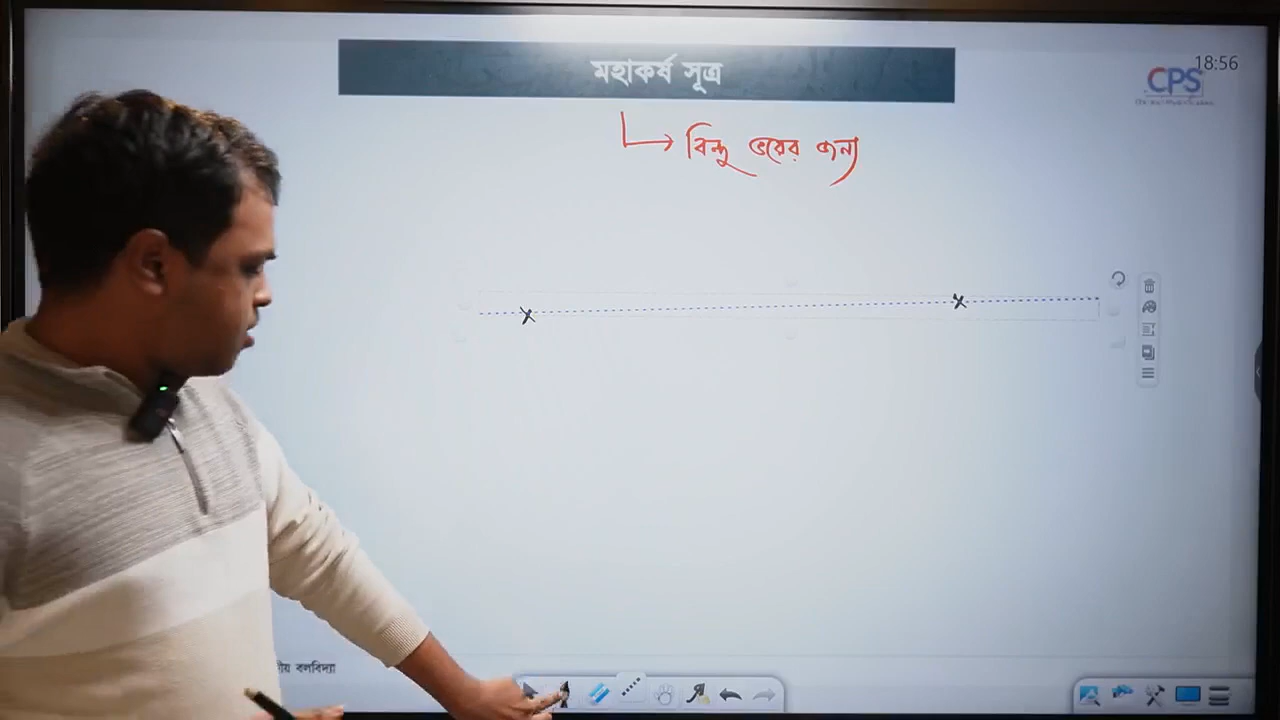 মহাকর্ষ সূত্র
18:56
CPS
বিন্দু ভরের জন্য
x x
য় বলবিদ্যা